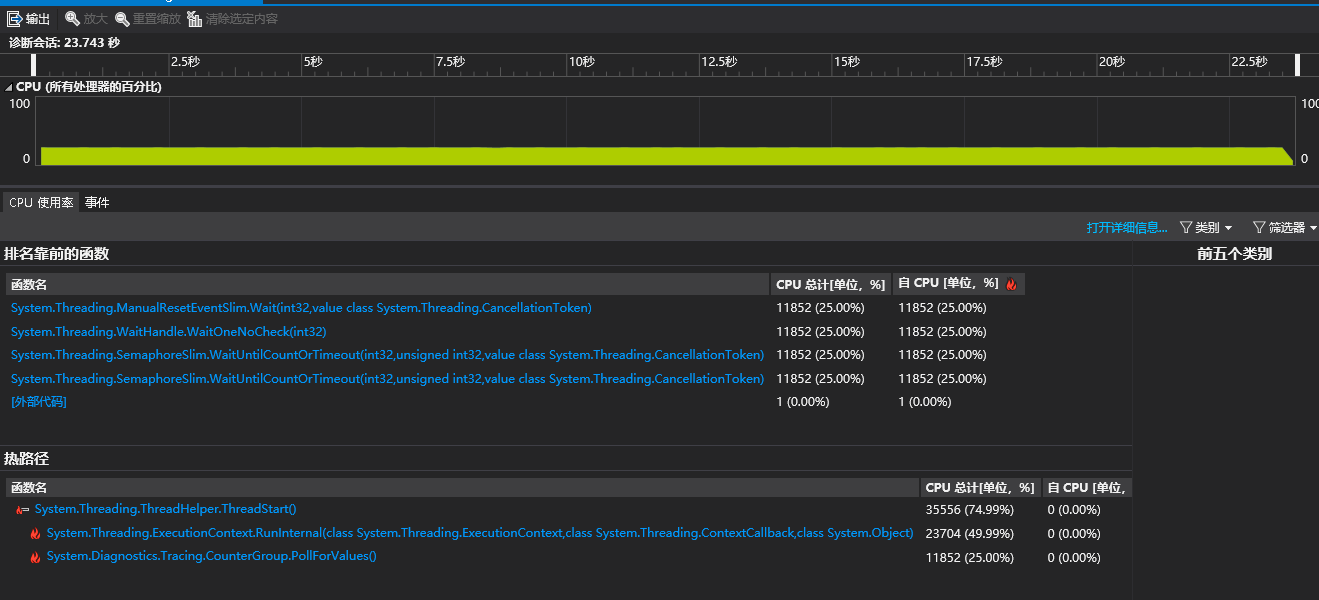 输出 放大 重置缩放 清除选定内容
诊断会话: 23.743 秒
2.5秒 5秒 7.5秒 10秒 12.5秒 15秒 17.5秒 20秒 22.5秒
CPU (所有处理器的百分比)
100 100
0 0
CPU 使用率 事件
打开详细信息... 类别 筛选器
排名靠前的函数 前五个类别
函数名 CPU 总计[单位，%] 自 CPU [单位，%]
System.Threading.ManualResetEventSlim.Wait(int32,value class System.Threading.CancellationToken) 11852 (25.00%) 11852 (25.00%)
System.Threading.WaitHandle.WaitOneNoCheck(int32) 11852 (25.00%) 11852 (25.00%)
System.Threading.SemaphoreSlim.WaitUntilCountOrTimeout(int32,unsigned int32,value class System.Threading.CancellationToken) 11852 (25.00%) 11852 (25.00%)
System.Threading.SemaphoreSlim.WaitUntilCountOrTimeout(int32,unsigned int32,value class System.Threading.CancellationToken) 11852 (25.00%) 11852 (25.00%)
[外部代码] 1 (0.00%) 1 (0.00%)
热路径
函数名 CPU 总计[单位，%] 自 CPU [单位，
System.Threading.ThreadHelper.ThreadStart() 35556 (74.99%) 0 (0.00%)
System.Threading.ExecutionContext.RunInternal(class System.Threading.ExecutionContext,class System.Threading.ContextCallback,class System.Object) 23704 (49.99%) 0 (0.00%)
System.Diagnostics.Tracing.CounterGroup.PollForValues() 11852 (25.00%) 0 (0.00%)